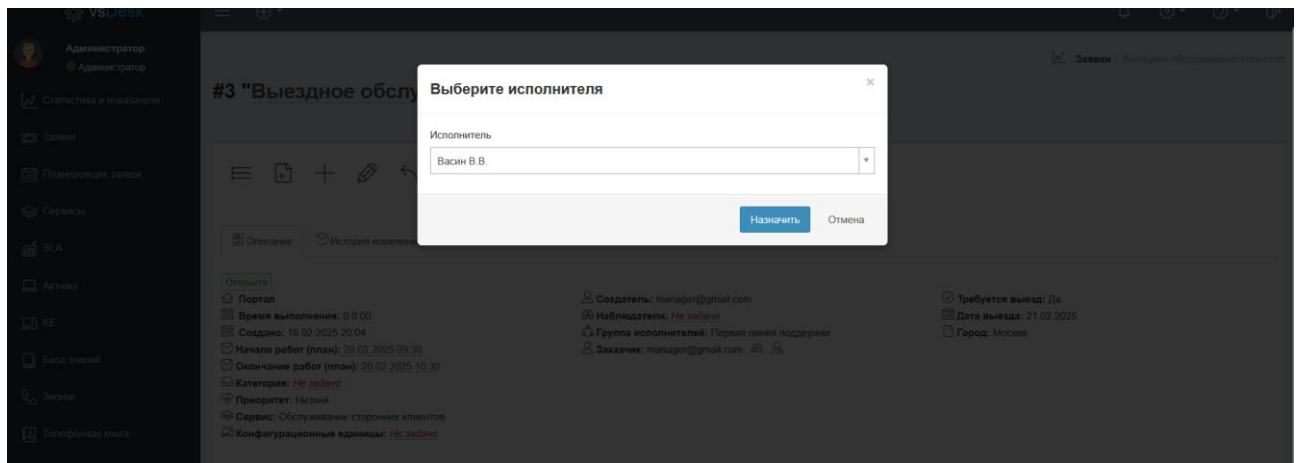 vsDesk
Администратор
Администратор
Статистика и показатели
Заявки
Планировщик заявок
Сервисы
SLA
Активы
КЕ
База знаний
Звонки
Телефонная книга
Заявки / Выездное обслуживание клиентов
#3 "Выездное обслу
Выберите исполнителя
×
Исполнитель
Васин В.В.
Назначить Отмена
Описание История изменени
Открыта
Портал
Время выполнения: 0:0:00
Создано: 19.02.2025 20:04
Начало работ (план): 20.02.2025 09:30
Окончание работ (план): 20.02.2025 10:30
Категория: Не задано
Приоритет: Низкий
Сервис: Обслуживание сторонних клиентов
Конфигурационные единицы: Не задано
Создатель: manager@gmail.com
Наблюдатели: Не задано
Группа исполнителей: Первая линия поддержки
Заказчик: manager@gmail.com
Требуется выезд: Да
Дата выезда: 21.02.2025
Город: Москва